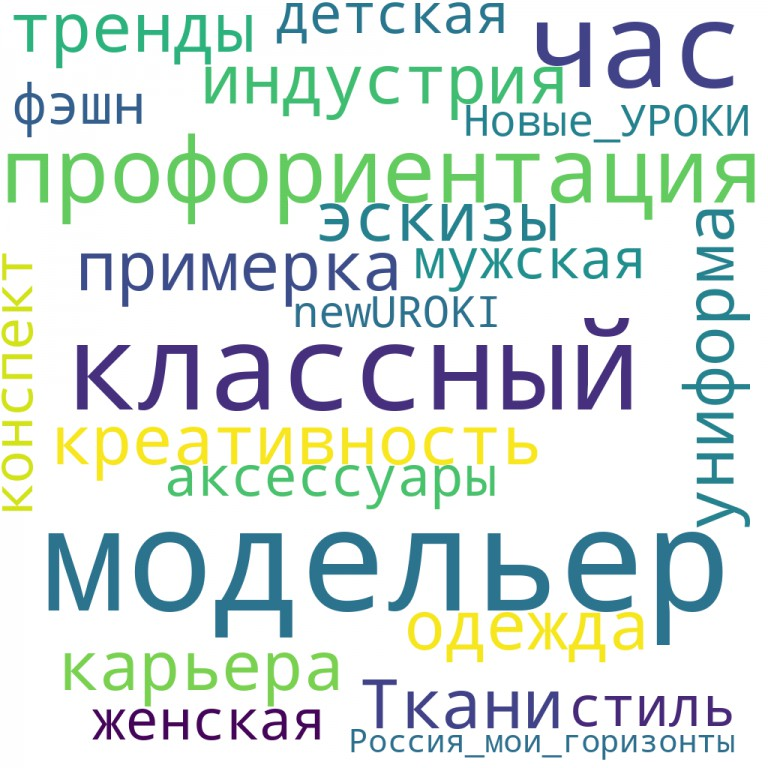 тренды
детская
час
индустрия
фэшн
Новые_УРОКИ
профориентация
эскизы
униформа
примерка
мужская
конспект
newUROKI
классный
креативность
аксессуары
модельер
одежда
карьера
Ткани
стиль
женская
Россия_мои_горизонты